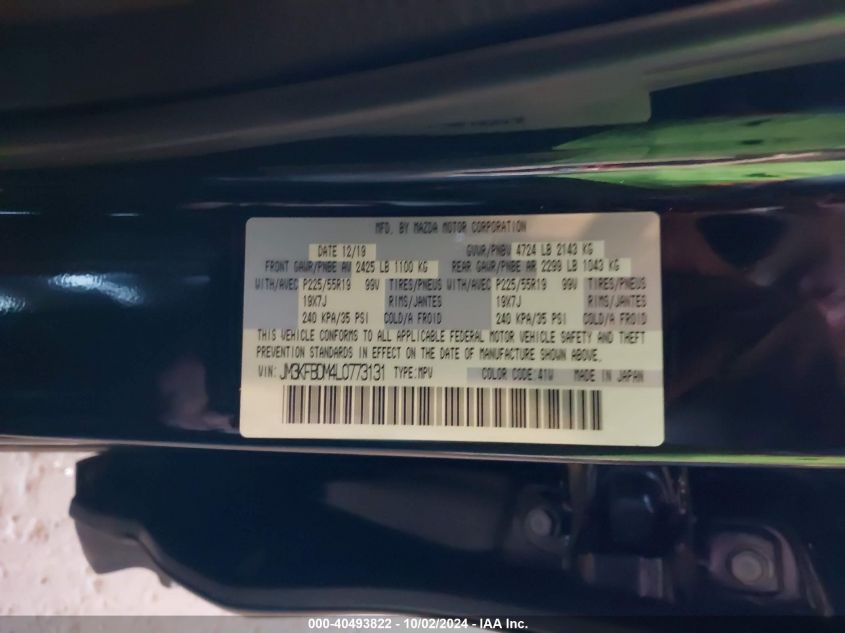 MFD. BY MAZDA MOTOR CORPORATION
DATE 12/19 GVWR/PNBV 4724 LB 2143 KG
FRONT GAWR/PNBE AV 2425 LB 1100 KG REAR GAWR/PNBE AR 2299 LB 1043 KG
WITH/AVEC P225/55R19 99V TIRES/PNEUS WITH/AVEC P225/55R19 99V TIRES/PNEUS
19X7J RIMS/JANTES 19X7J RIMS/JANTES
240 KPA/35 PSI COLD/A FROID 240 KPA/35 PSI COLD/A FROID
THIS VEHICLE CONFORMS TO ALL APPLICABLE FEDERAL MOTOR VEHICLE SAFETY AND THEFT
PREVENTION STANDARDS IN EFFECT ON THE DATE OF MANUFACTURE SHOWN ABOVE.
VIN: JM3KFBDM4L0773131 TYPE:MPV COLOR CODE:41W MADE IN JAPAN
000-40493822 - 10/02/2024 - IAA Inc.